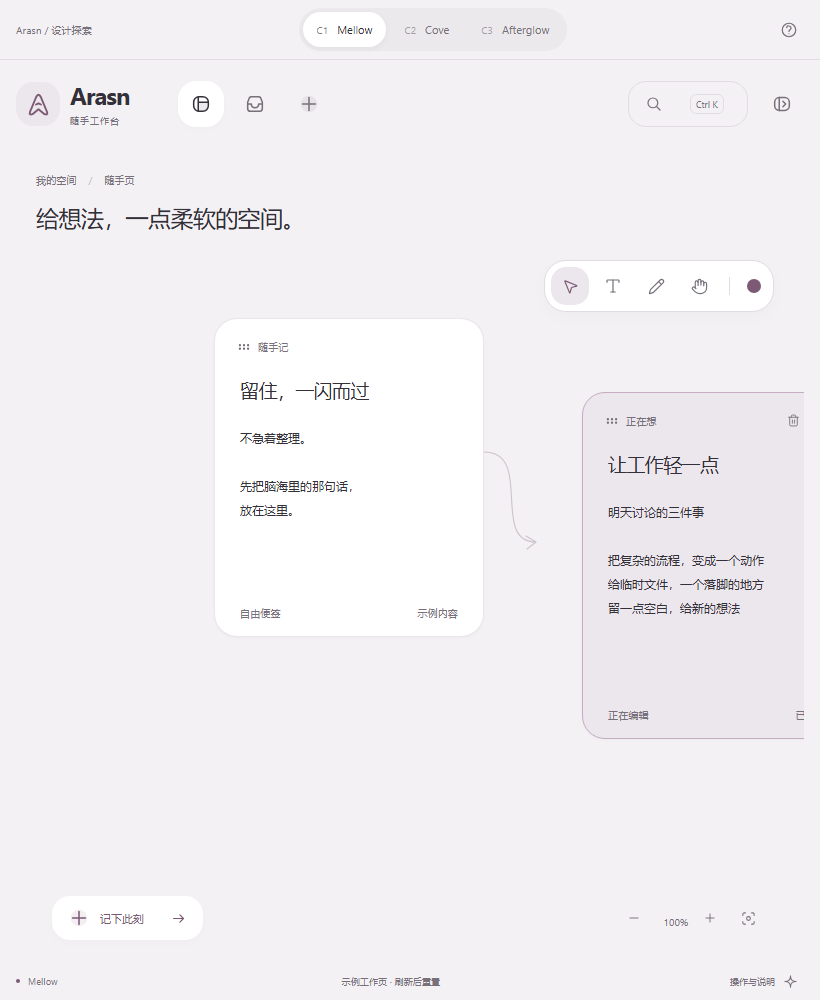 Arasn / 设计探索
C1 Mellow
C2 Cove
C3 Afterglow
Arasn
随手工作台
Ctrl K
我的空间 / 随手页
给想法，一点柔软的空间。
随手记
留住，一闪而过
不急着整理。
先把脑海里的那句话，
放在这里。
自由便签
示例内容
正在想
让工作轻一点
明天讨论的三件事
把复杂的流程，变成一个动作
给临时文件，一个落脚的地方
留一点空白，给新的想法
正在编辑
已
记下此刻
100%
Mellow
示例工作页 · 刷新后重置
操作与说明